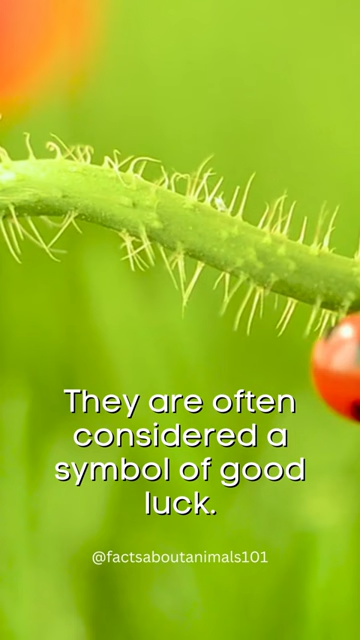 They are often
considered a
symbol of good
luck.
@factsaboutanimals101